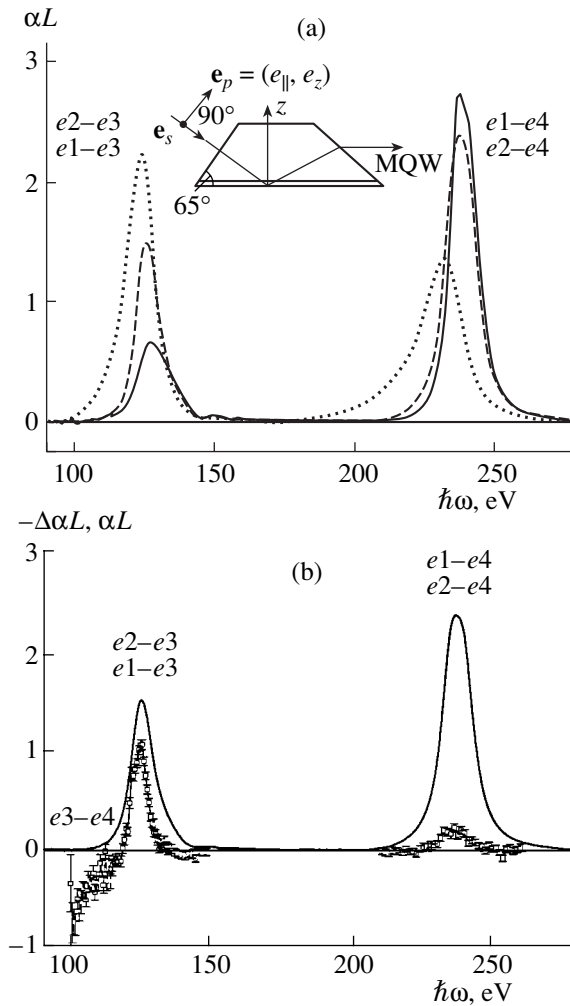 αL
(a)
3
e_p = (e_∥, e_z)
e2–e3
e1–e3
90°
z
e1–e4
e2–e4
e_s
MQW
2
65°
1
0
100
150
200
250
ℏω, eV
−ΔαL, αL
3
(b)
e1–e4
e2–e4
e2–e3
e1–e3
2
1
e3–e4
0
−1
100
150
200
250
ℏω, eV